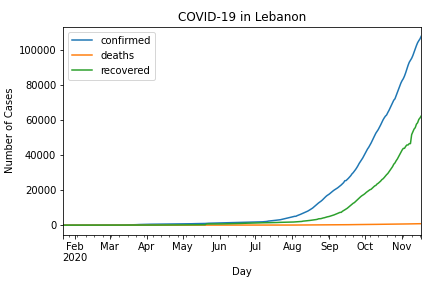 COVID-19 in Lebanon
confirmed
deaths
recovered
Number of Cases
100000
80000
60000
40000
20000
0
Feb Mar Apr May Jun Jul Aug Sep Oct Nov
2020
Day